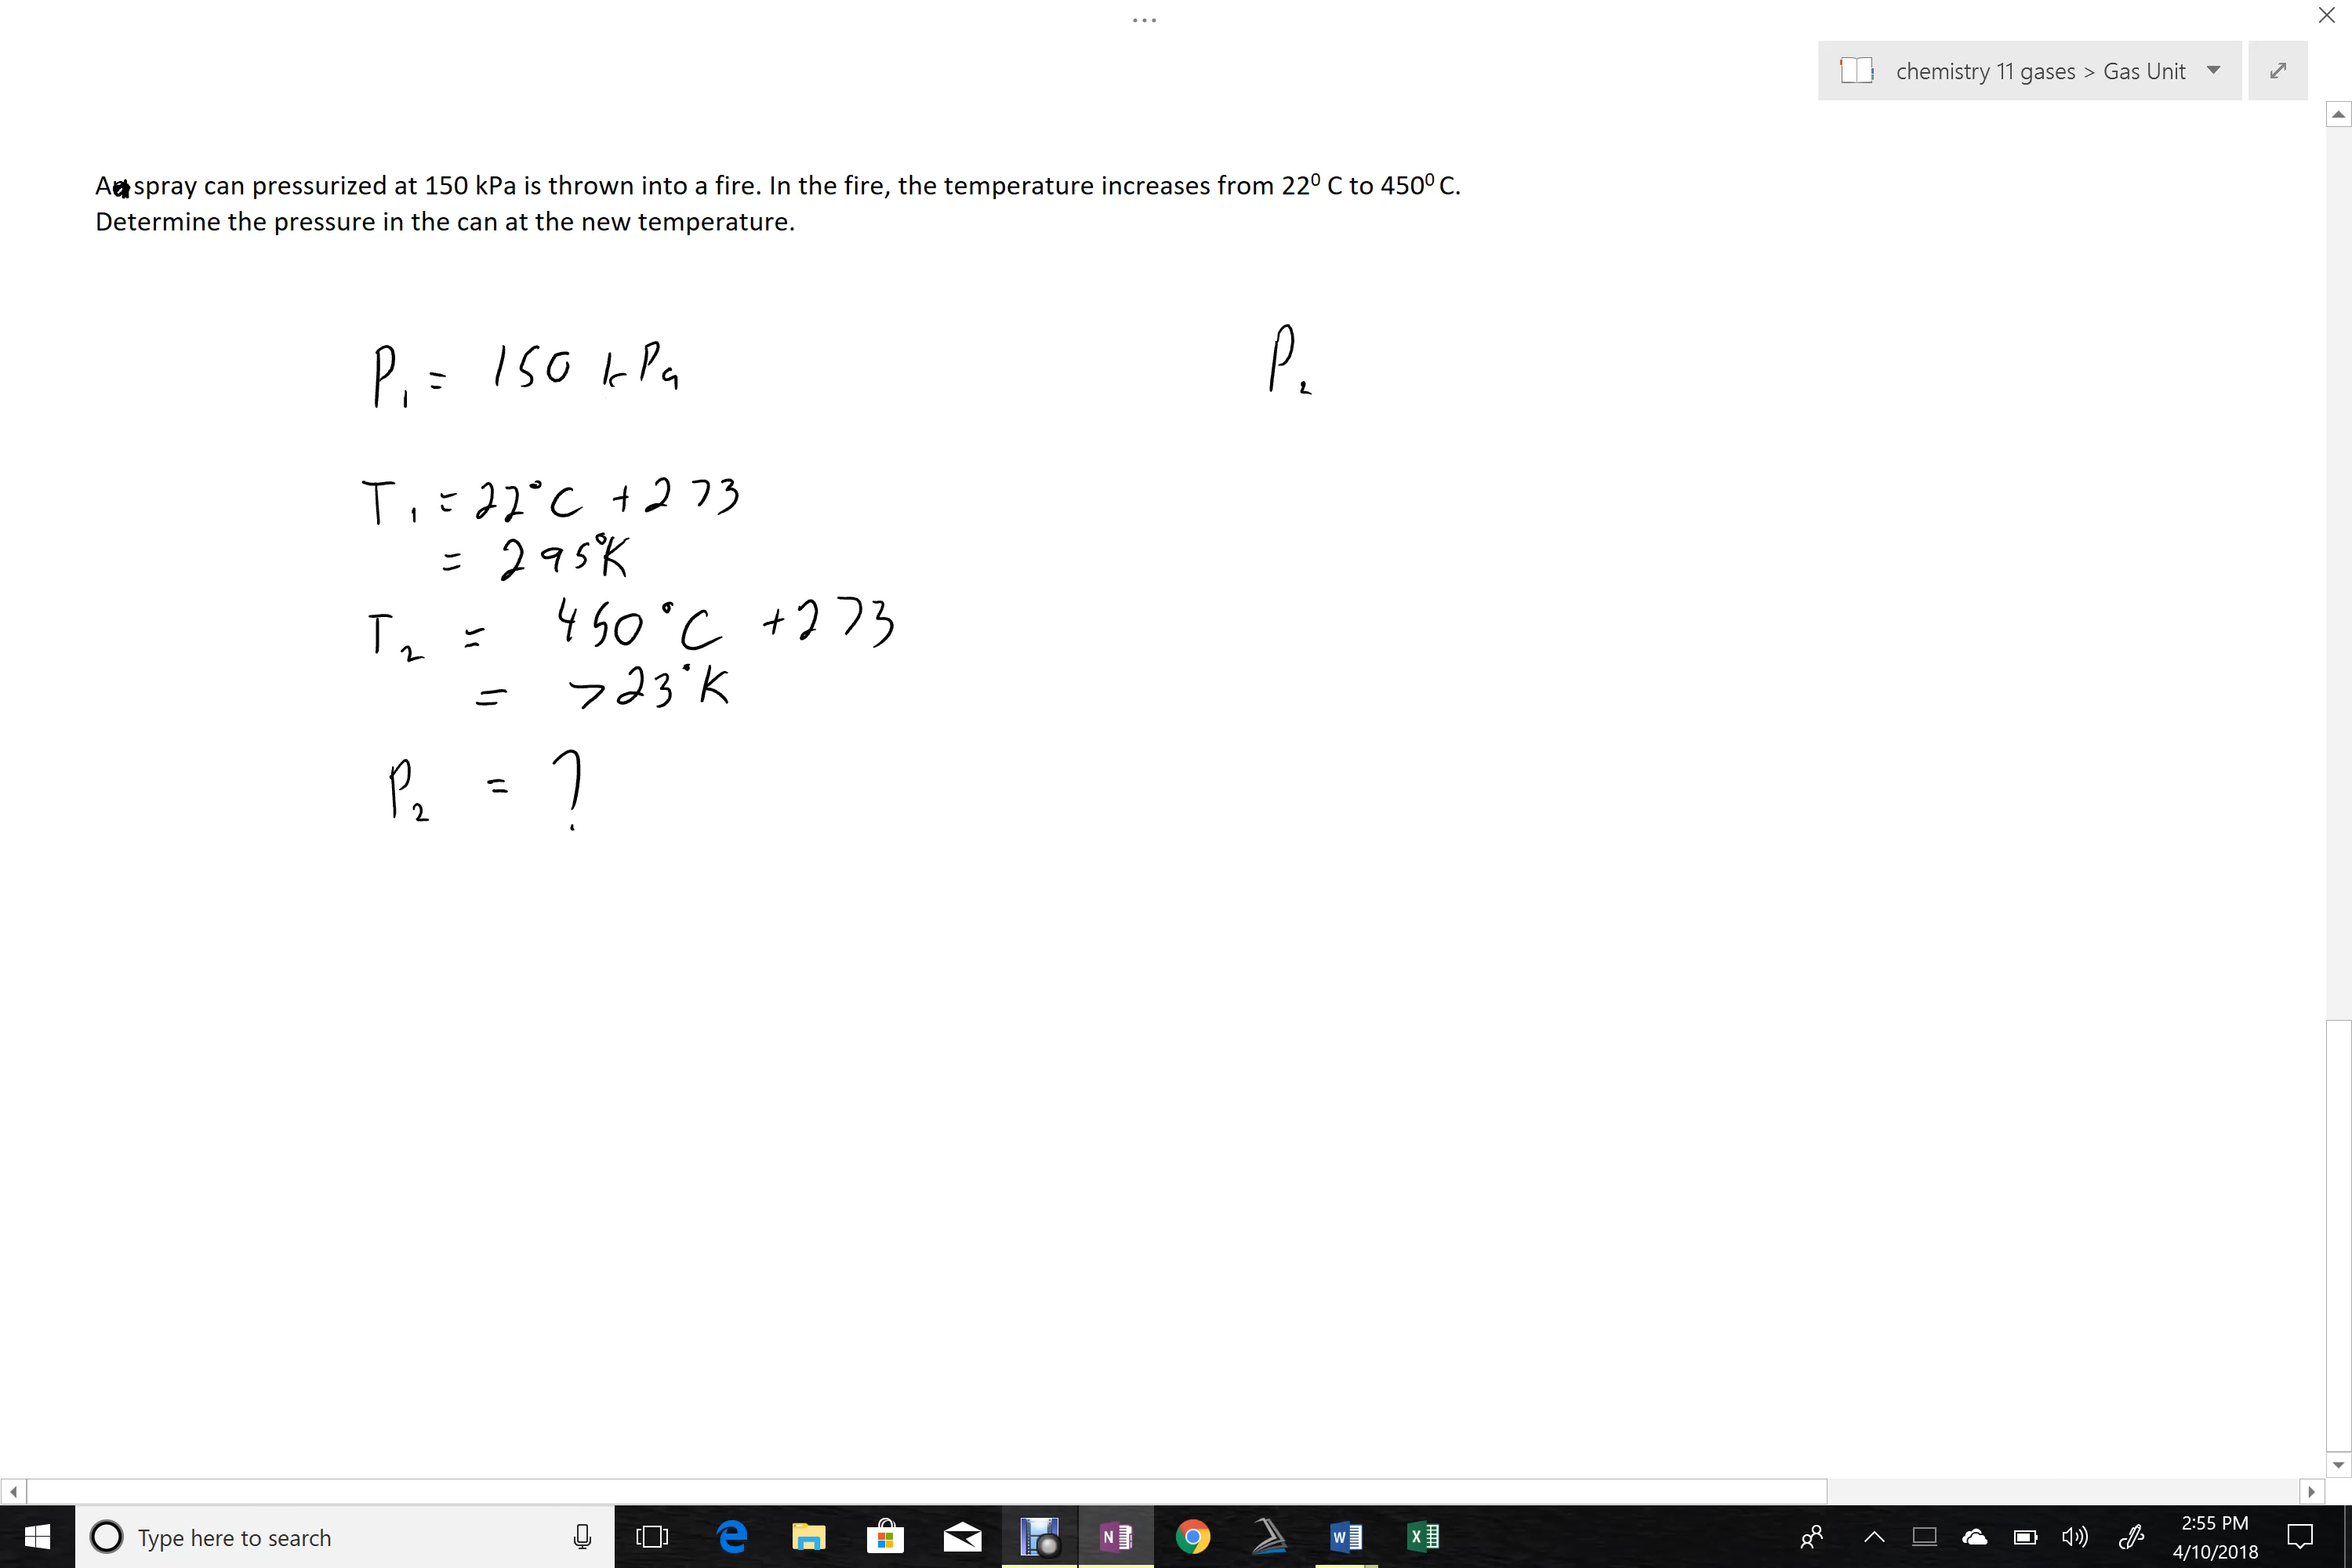 ...
chemistry 11 gases > Gas Unit
A spray can pressurized at 150 kPa is thrown into a fire. In the fire, the temperature increases from 22⁰ C to 450⁰ C.
Determine the pressure in the can at the new temperature.
P₁ = 150 kPa
P₂
T₁ = 22°C + 273
= 295°K
T₂ = 450°C + 273
= 723°K
P₂ = ?
Type here to search
2:55 PM
4/10/2018